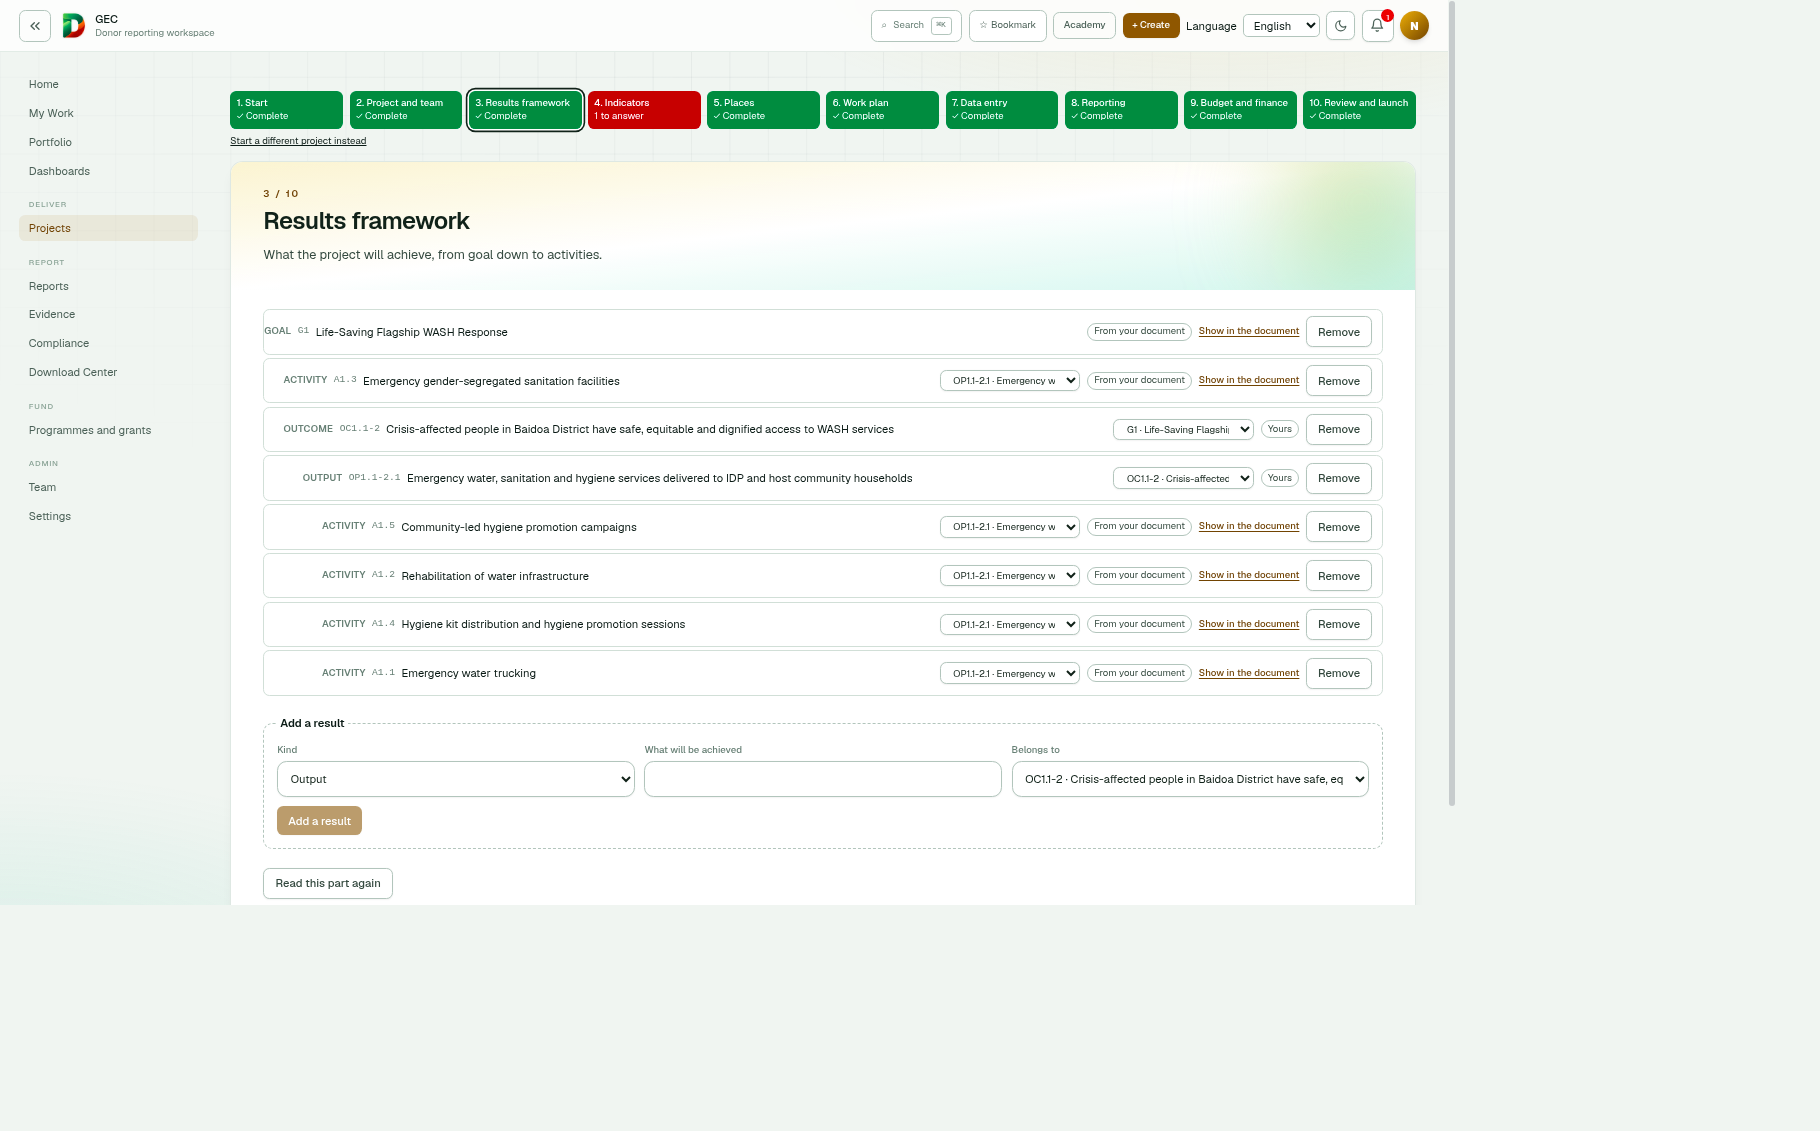 GEC
Donor reporting workspace
Search ⌘K
☆ Bookmark
Academy
+ Create
Language
English
1
N
Home
My Work
Portfolio
Dashboards
DELIVER
Projects
REPORT
Reports
Evidence
Compliance
Download Center
FUND
Programmes and grants
ADMIN
Team
Settings
1. Start
✓ Complete
2. Project and team
✓ Complete
3. Results framework
✓ Complete
4. Indicators
1 to answer
5. Places
✓ Complete
6. Work plan
✓ Complete
7. Data entry
✓ Complete
8. Reporting
✓ Complete
9. Budget and finance
✓ Complete
10. Review and launch
✓ Complete
Start a different project instead
3 / 10
Results framework
What the project will achieve, from goal down to activities.
GOAL G1 Life-Saving Flagship WASH Response From your document Show in the document Remove
ACTIVITY A1.3 Emergency gender-segregated sanitation facilities OP1.1-2.1 · Emergency w From your document Show in the document Remove
OUTCOME OC1.1-2 Crisis-affected people in Baidoa District have safe, equitable and dignified access to WASH services G1 · Life-Saving Flagshi Yours Remove
OUTPUT OP1.1-2.1 Emergency water, sanitation and hygiene services delivered to IDP and host community households OC1.1-2 · Crisis-affected Yours Remove
ACTIVITY A1.5 Community-led hygiene promotion campaigns OP1.1-2.1 · Emergency w From your document Show in the document Remove
ACTIVITY A1.2 Rehabilitation of water infrastructure OP1.1-2.1 · Emergency w From your document Show in the document Remove
ACTIVITY A1.4 Hygiene kit distribution and hygiene promotion sessions OP1.1-2.1 · Emergency w From your document Show in the document Remove
ACTIVITY A1.1 Emergency water trucking OP1.1-2.1 · Emergency w From your document Show in the document Remove
Add a result
Kind
Output
What will be achieved
Belongs to
OC1.1-2 · Crisis-affected people in Baidoa District have safe, eq
Add a result
Read this part again